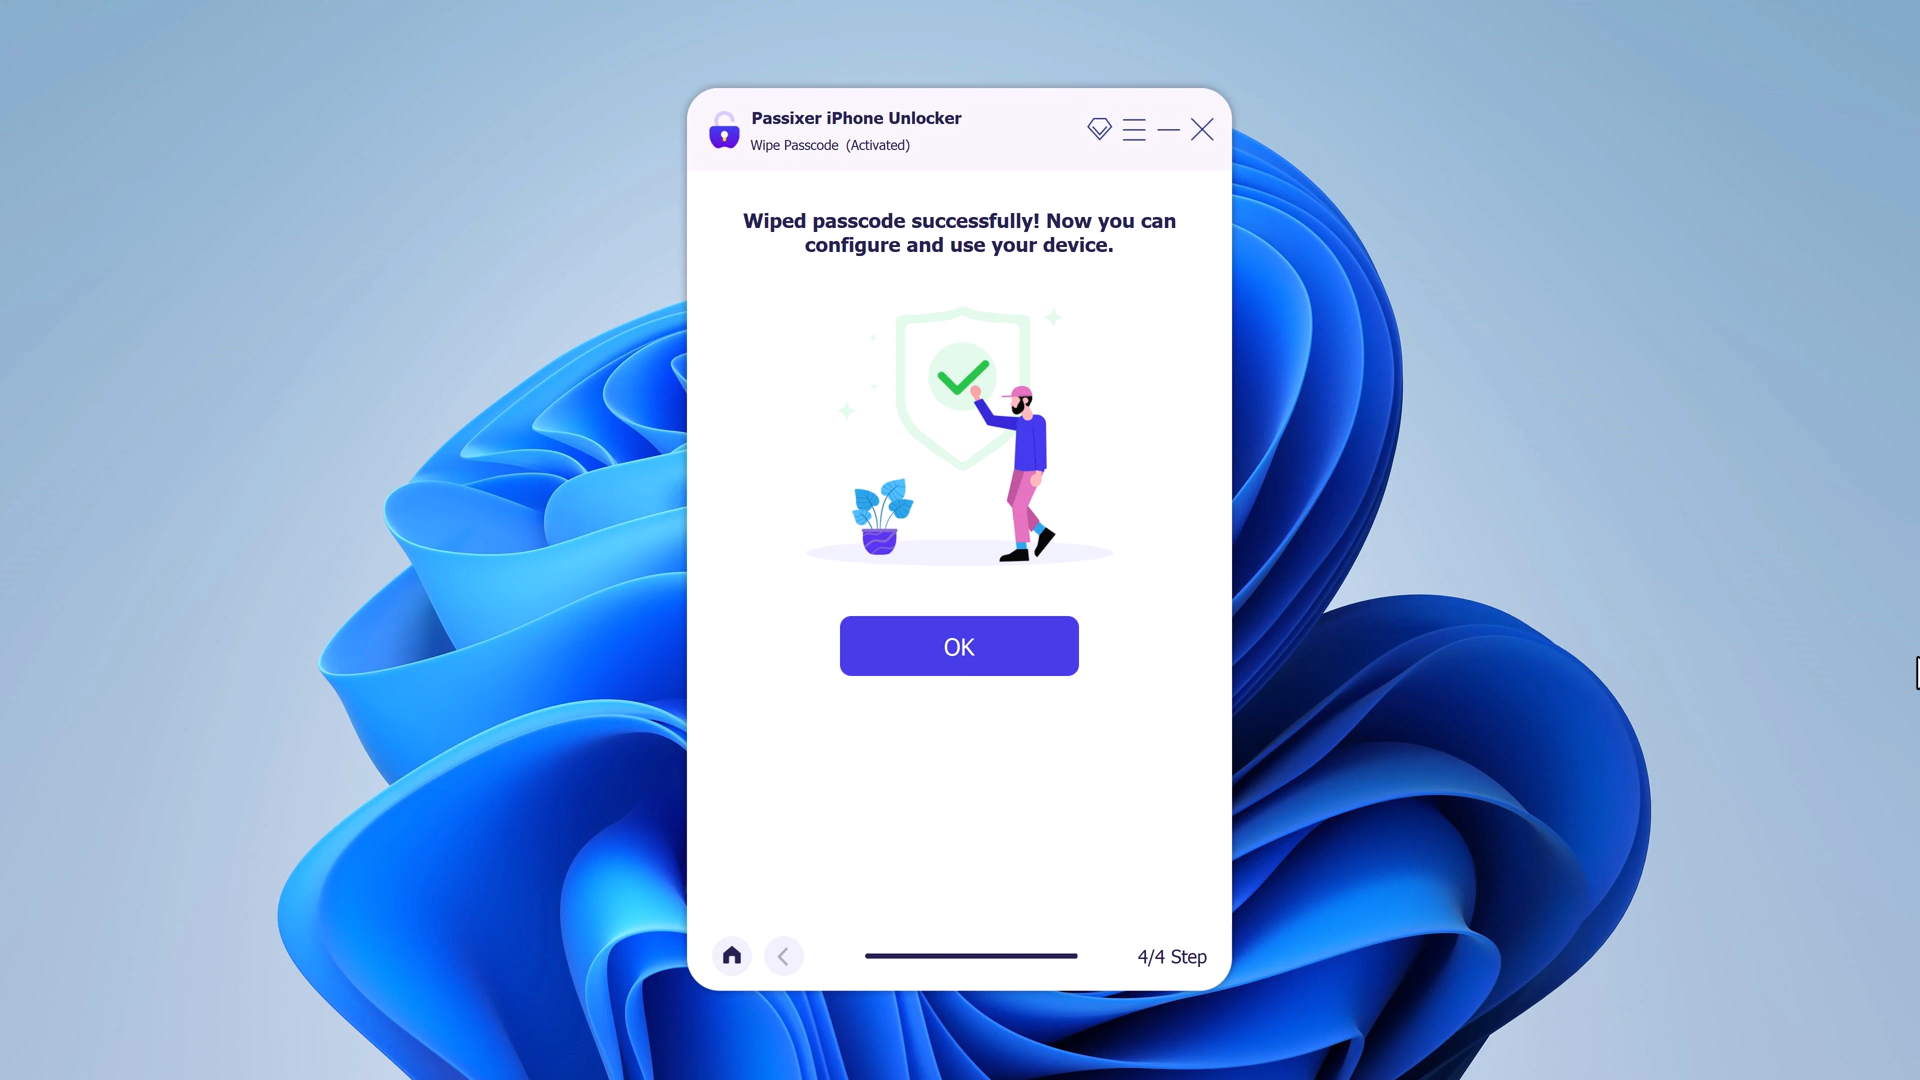 Passixer iPhone Unlocker
Wipe Passcode (Activated)
Wiped passcode successfully! Now you can
configure and use your device.
OK
4/4 Step